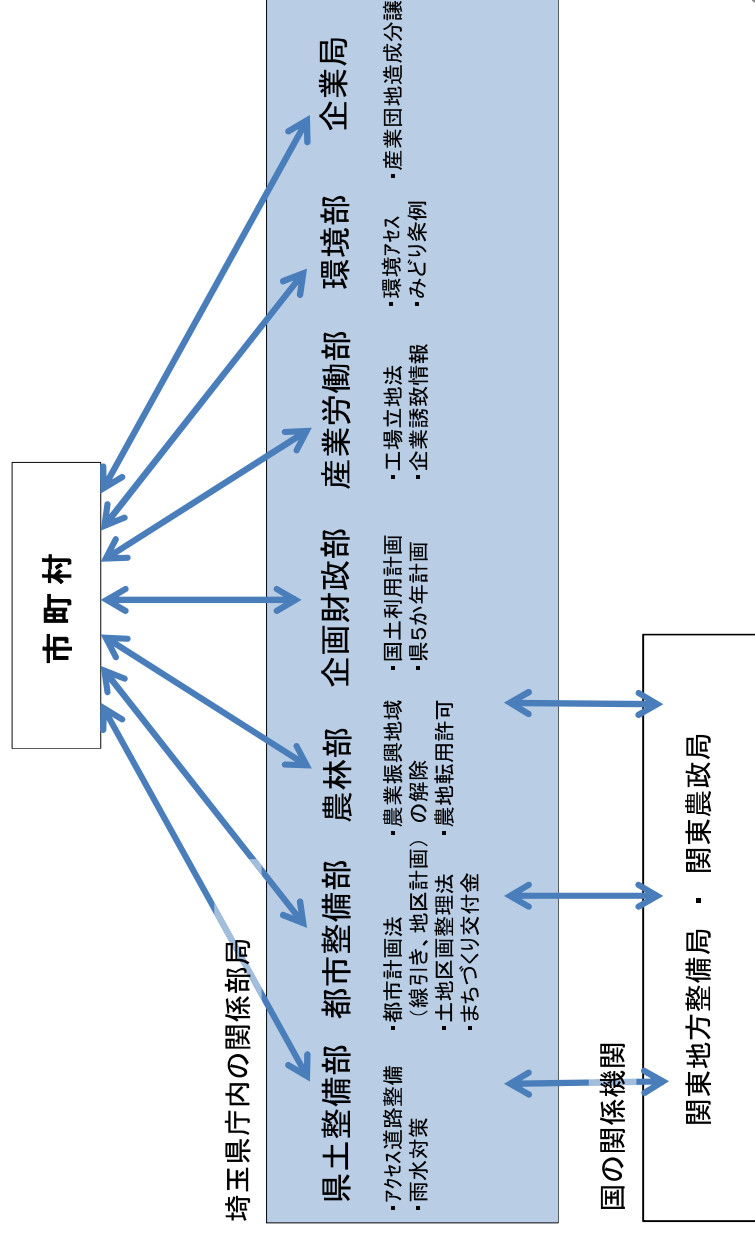 市町村
埼玉県庁内の関係部局
県土整備部
・アクセス道路整備
・雨水対策
都市整備部
・都市計画法
（線引き、地区計画）
・土地区画整理法
・まちづくり交付金
農林部
・農業振興地域
の解除
・農地転用許可
企画財政部
・国土利用計画
・県5か年計画
産業労働部
・工場立地法
・企業誘致情報
環境部
・環境アセス
・みどり条例
企業局
・産業団地造成分譲
国の関係機関
関東地方整備局 ・ 関東農政局